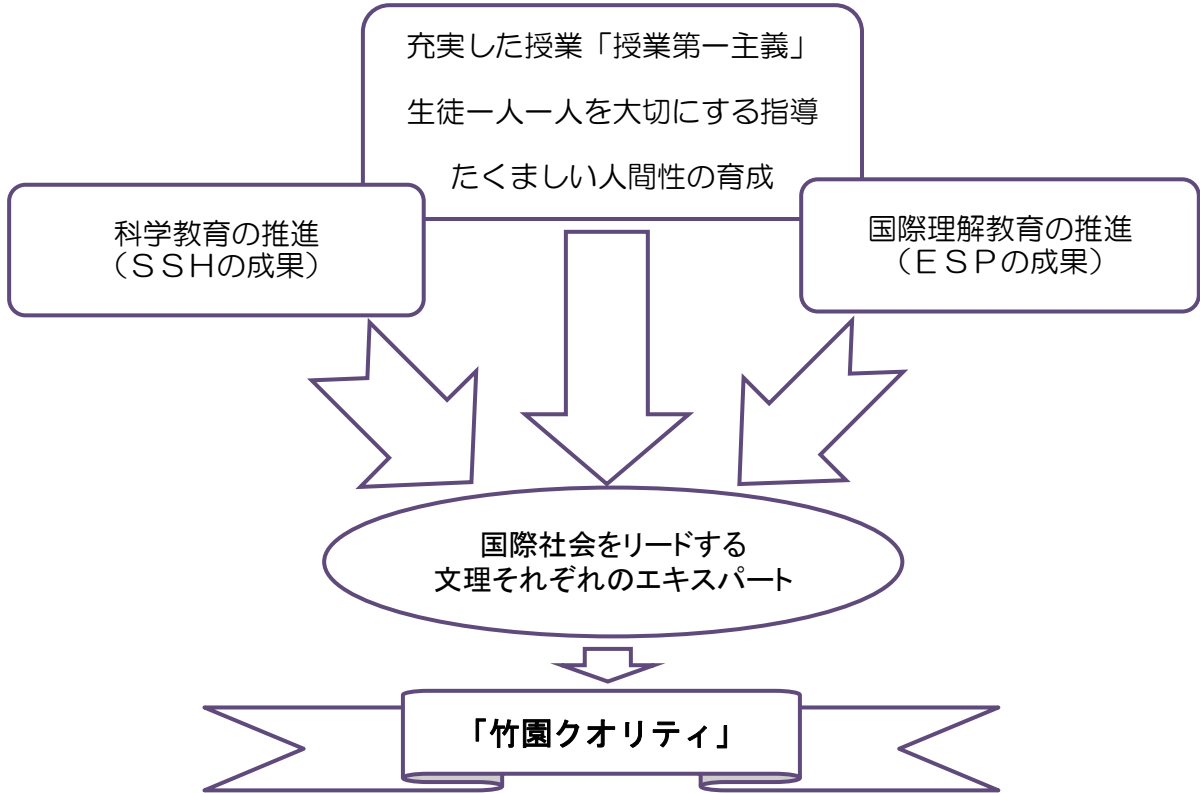 充実した授業「授業第一主義」
生徒一人一人を大切にする指導
たくましい人間性の育成
科学教育の推進
（ＳＳＨの成果）
国際理解教育の推進
（ＥＳＰの成果）
国際社会をリードする
文理それぞれのエキスパート
「竹園クオリティ」